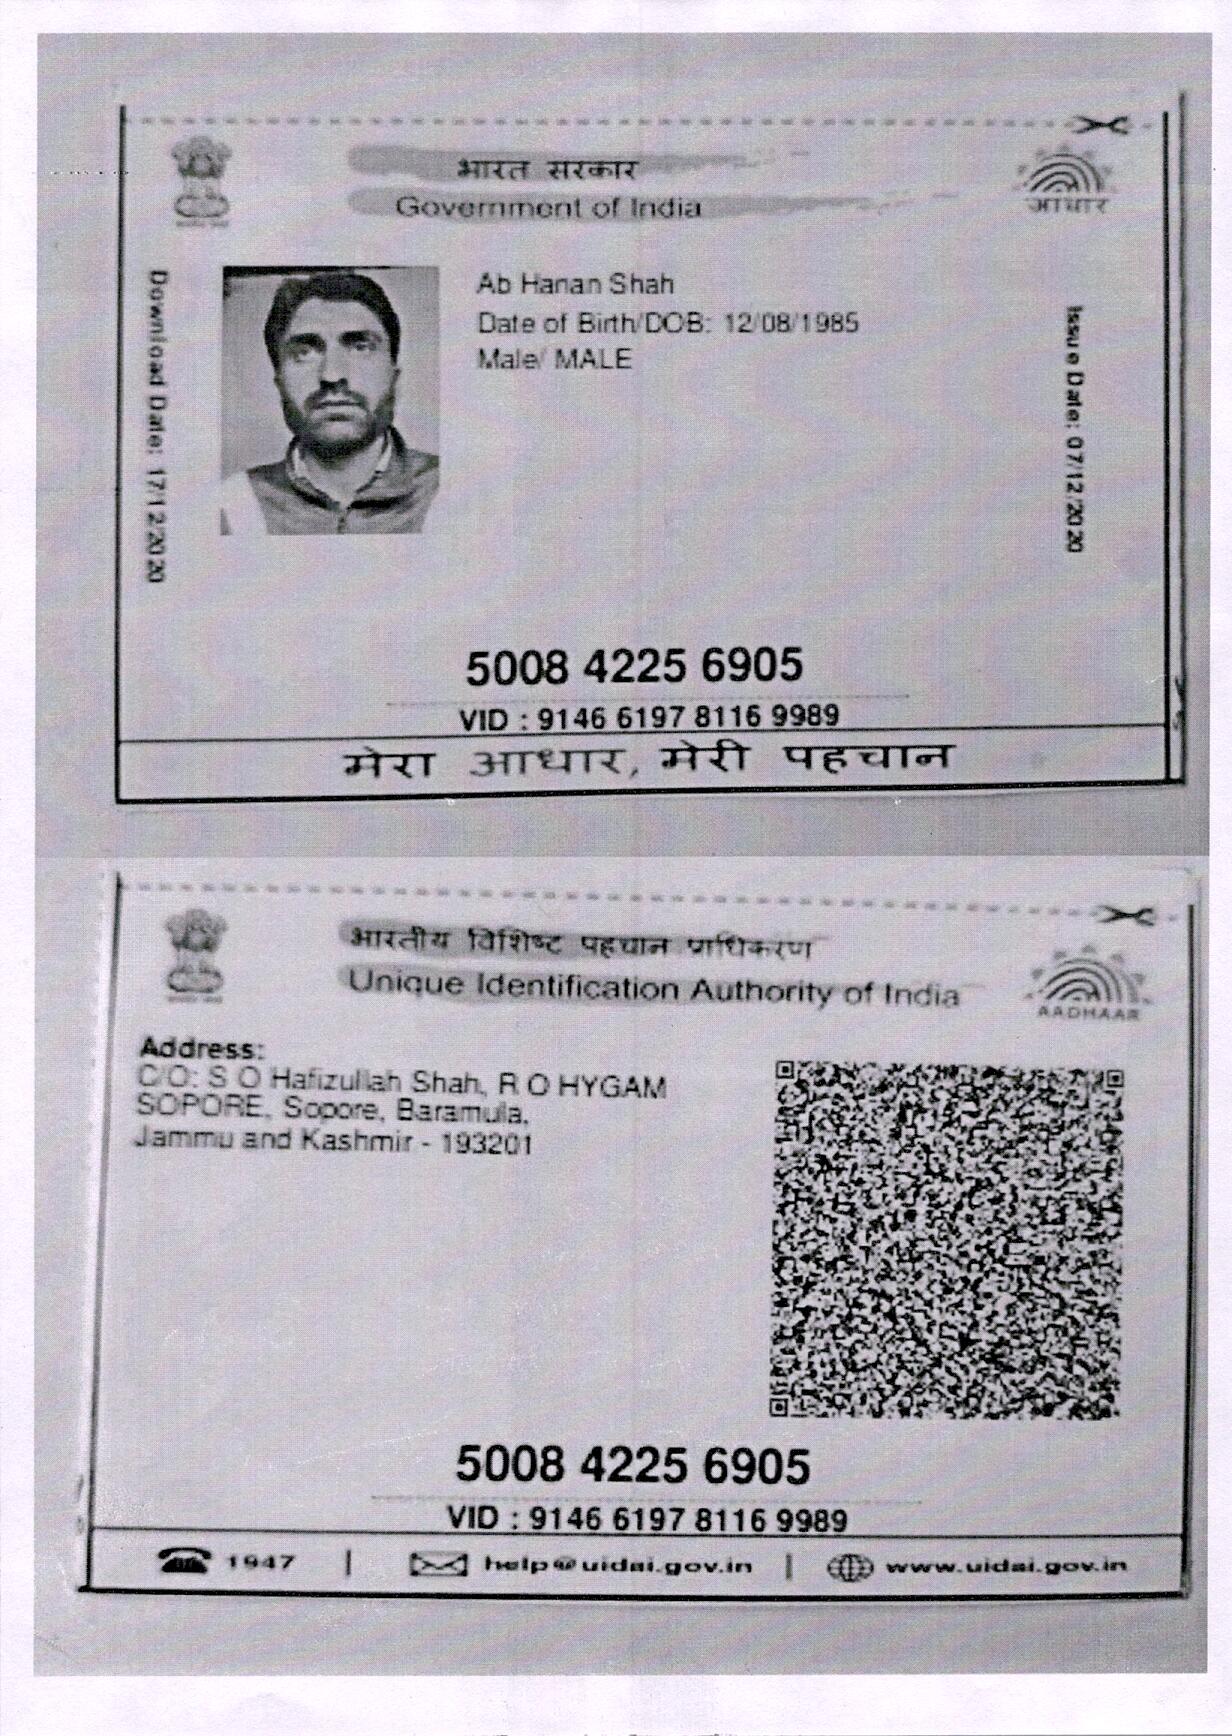 भारत सरकार
Government of India
आधार
Download Date: 17/12/2020
Ab Hanan Shah
Date of Birth/DOB: 12/08/1985
Male/ MALE
Issue Date: 07/12/2020
5008 4225 6905
VID : 9146 6197 8116 9989
मेरा आधार, मेरी पहचान
भारतीय विशिष्ट पहचान प्राधिकरण
Unique Identification Authority of India
AADHAAR
Address:
C/O: S O Hafizullah Shah, R O HYGAM
SOPORE, Sopore, Baramula,
Jammu and Kashmir - 193201
5008 4225 6905
VID : 9146 6197 8116 9989
1947 | help@uidai.gov.in | www.uidai.gov.in